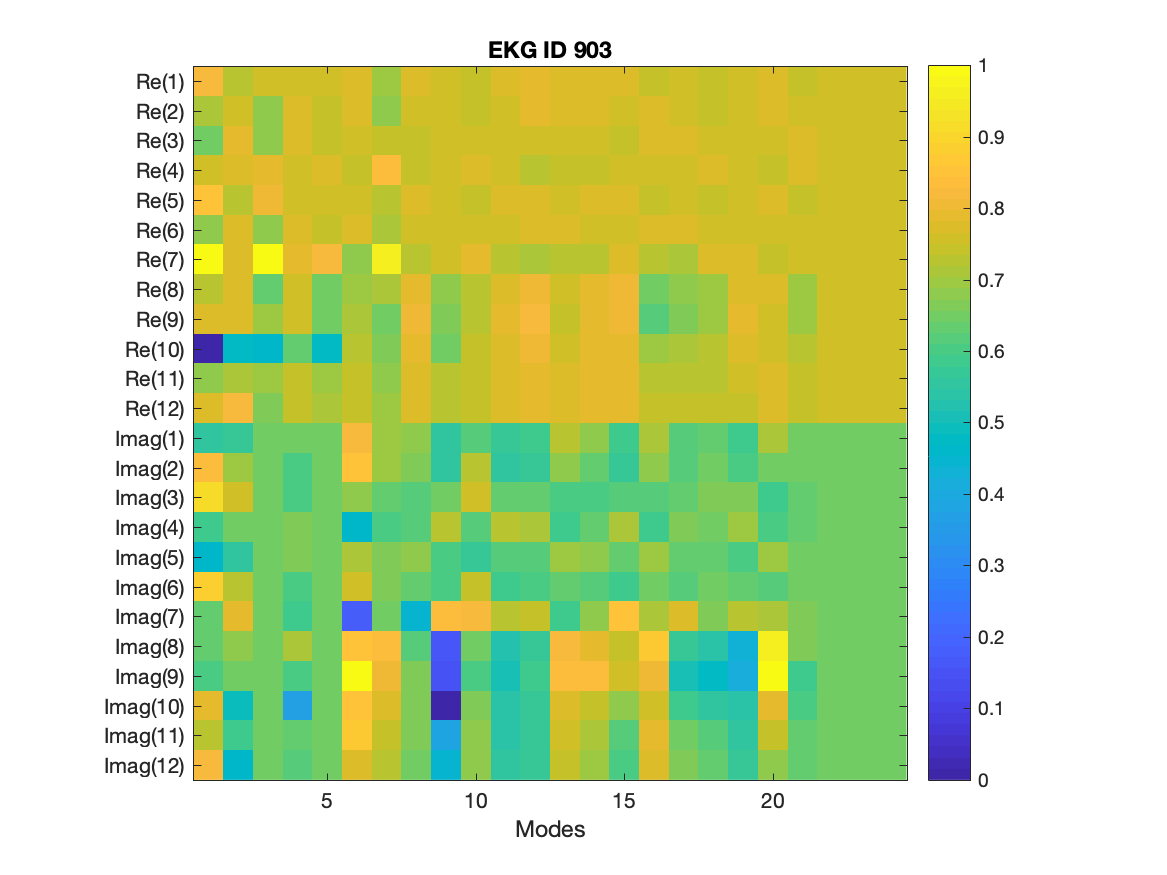 EKG ID 903
Re(1)
Re(2)
Re(3)
Re(4)
Re(5)
Re(6)
Re(7)
Re(8)
Re(9)
Re(10)
Re(11)
Re(12)
Imag(1)
Imag(2)
Imag(3)
Imag(4)
Imag(5)
Imag(6)
Imag(7)
Imag(8)
Imag(9)
Imag(10)
Imag(11)
Imag(12)
5 10 15 20
Modes
1
0.9
0.8
0.7
0.6
0.5
0.4
0.3
0.2
0.1
0